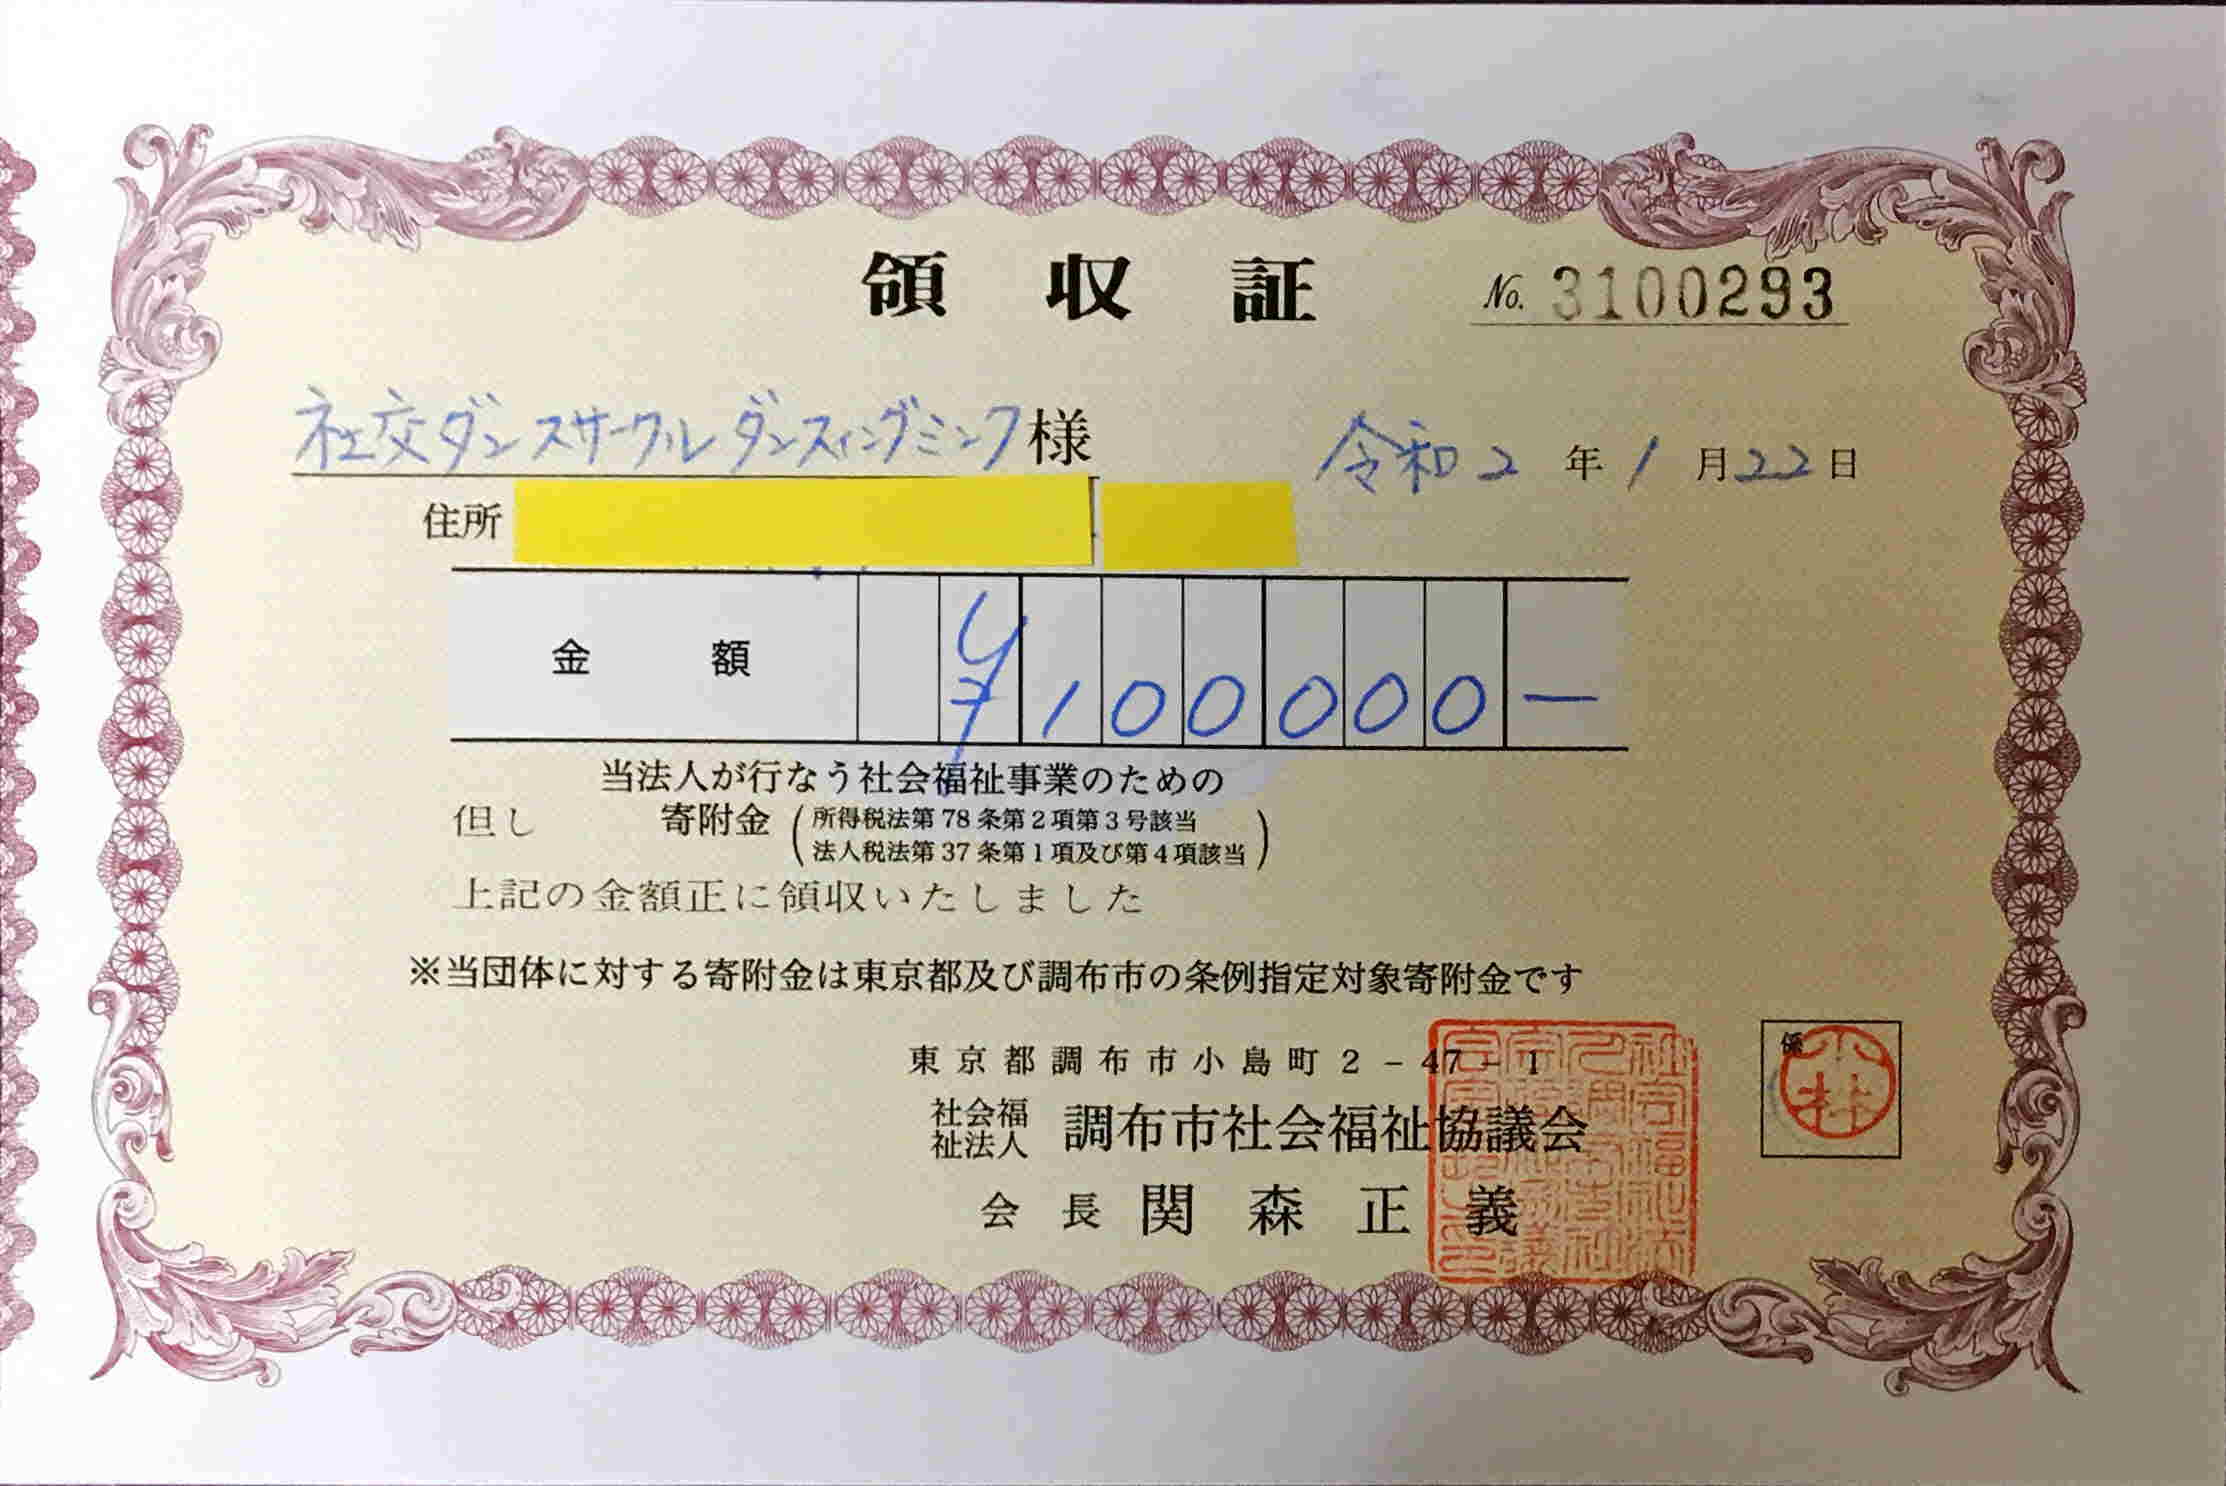 領収証 No. 3100293
社交ダンスサークルダンスィングミンク様 令和2年1月22日
住所
金額 ¥100000-
当法人が行なう社会福祉事業のための
但し 寄附金 (所得税法第78条第2項第3号該当
法人税法第37条第1項及び第4項該当)
上記の金額正に領収いたしました
※当団体に対する寄附金は東京都及び調布市の条例指定対象寄附金です
東京都調布市小島町2-47-1
社会福祉法人 調布市社会福祉協議会
会長 関森正義
係 小林